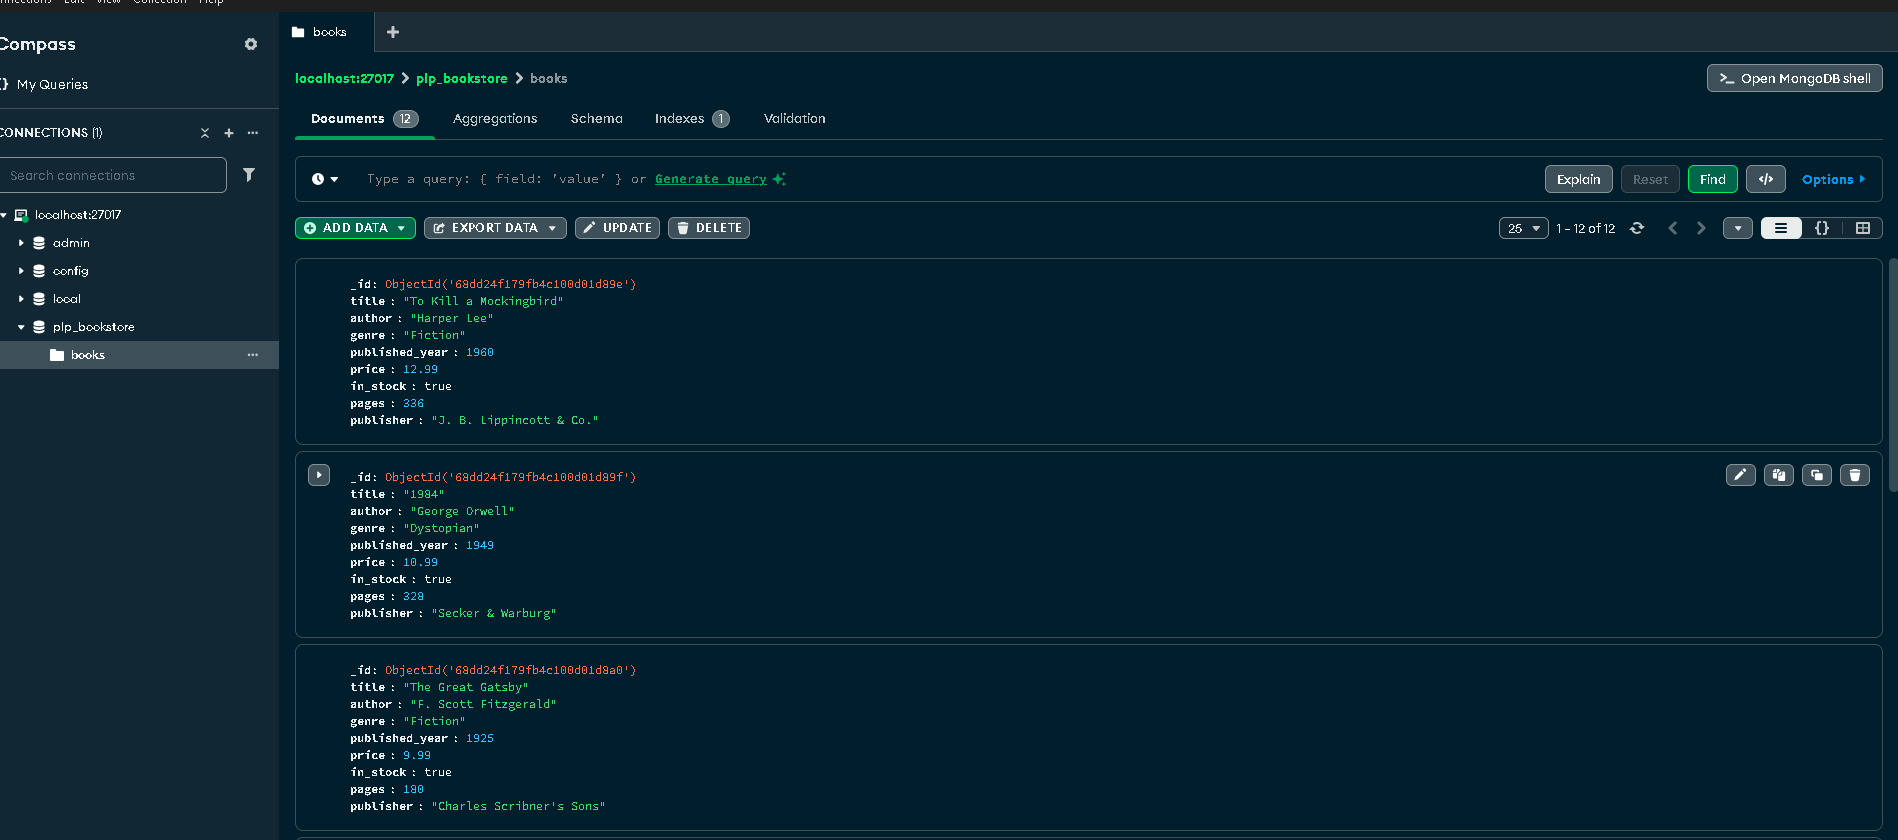 Compass
My Queries
CONNECTIONS (1)
Search connections
localhost:27017
admin
config
local
plp_bookstore
books
books
localhost:27017 > plp_bookstore > books
Open MongoDB shell
Documents 12 Aggregations Schema Indexes 1 Validation
Type a query: { field: 'value' } or Generate query
Explain Reset Find </> Options
ADD DATA EXPORT DATA UPDATE DELETE
25 1 – 12 of 12
_id: ObjectId('68dd24f179fb4c100d01d89e')
title : "To Kill a Mockingbird"
author : "Harper Lee"
genre : "Fiction"
published_year : 1960
price : 12.99
in_stock : true
pages : 336
publisher : "J. B. Lippincott & Co."
_id: ObjectId('68dd24f179fb4c100d01d89f')
title : "1984"
author : "George Orwell"
genre : "Dystopian"
published_year : 1949
price : 10.99
in_stock : true
pages : 328
publisher : "Secker & Warburg"
_id: ObjectId('68dd24f179fb4c100d01d8a0')
title : "The Great Gatsby"
author : "F. Scott Fitzgerald"
genre : "Fiction"
published_year : 1925
price : 9.99
in_stock : true
pages : 180
publisher : "Charles Scribner's Sons"